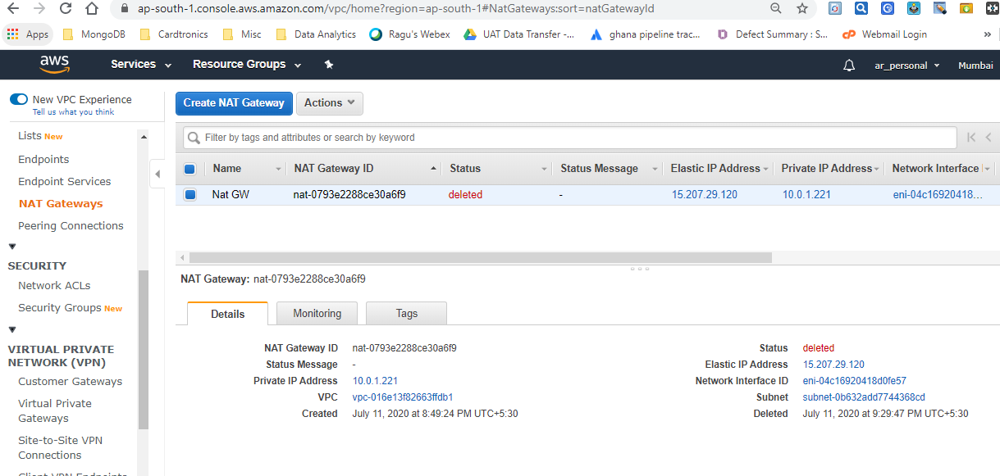 ap-south-1.console.aws.amazon.com/vpc/home?region=ap-south-1#NatGateways:sort=natGatewayId
Apps MongoDB Cardtronics Misc Data Analytics Ragu's Webex UAT Data Transfer -... ghana pipeline trac... Defect Summary : S... cP Webmail Login »
aws Services Resource Groups ar_personal Mumbai
New VPC Experience
Tell us what you think
Create NAT Gateway Actions
Lists New
Endpoints
Endpoint Services
NAT Gateways
Peering Connections
SECURITY
Network ACLs
Security Groups New
VIRTUAL PRIVATE
NETWORK (VPN)
Customer Gateways
Virtual Private
Gateways
Site-to-Site VPN
Connections
Client VPN Endpoints
Filter by tags and attributes or search by keyword
Name NAT Gateway ID Status Status Message Elastic IP Address Private IP Address Network Interface
Nat GW nat-0793e2288ce30a6f9 deleted - 15.207.29.120 10.0.1.221 eni-04c16920418...
NAT Gateway: nat-0793e2288ce30a6f9
Details Monitoring Tags
NAT Gateway ID nat-0793e2288ce30a6f9 Status deleted
Status Message - Elastic IP Address 15.207.29.120
Private IP Address 10.0.1.221 Network Interface ID eni-04c16920418d0fe57
VPC vpc-016e13f82663ffdb1 Subnet subnet-0b632add7744368cd
Created July 11, 2020 at 8:49:24 PM UTC+5:30 Deleted July 11, 2020 at 9:29:47 PM UTC+5:30